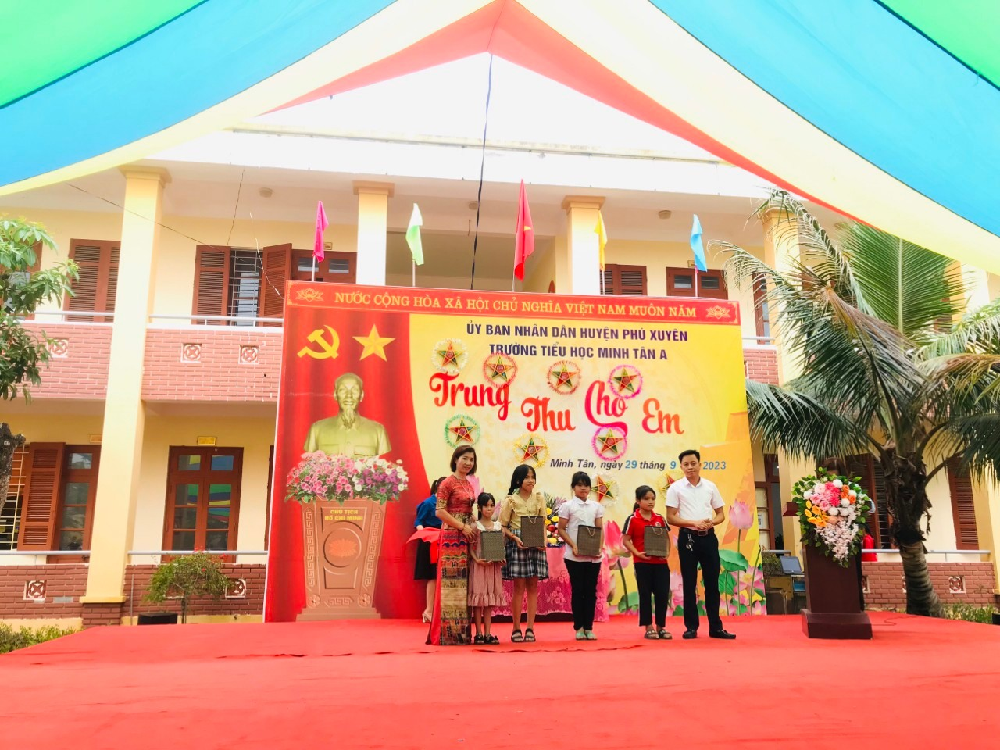 NƯỚC CỘNG HÒA XÃ HỘI CHỦ NGHĨA VIỆT NAM MUÔN NĂM
ỦY BAN NHÂN DÂN HUYỆN PHÚ XUYÊN
TRƯỜNG TIỂU HỌC MINH TÂN A
Trung Thu Cho Em
Minh Tân, ngày 29 tháng 9 2023
CHỦ TỊCH
HỒ CHÍ MINH